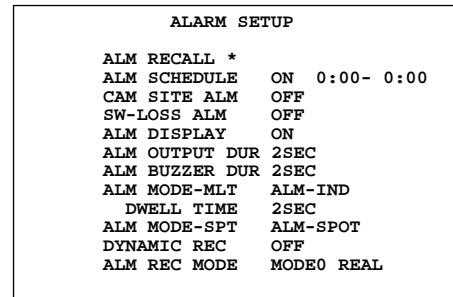 ALARM SETUP
ALM RECALL *
ALM SCHEDULE ON 0:00- 0:00
CAM SITE ALM OFF
SW-LOSS ALM OFF
ALM DISPLAY ON
ALM OUTPUT DUR 2SEC
ALM BUZZER DUR 2SEC
ALM MODE-MLT ALM-IND
DWELL TIME 2SEC
ALM MODE-SPT ALM-SPOT
DYNAMIC REC OFF
ALM REC MODE MODE0 REAL